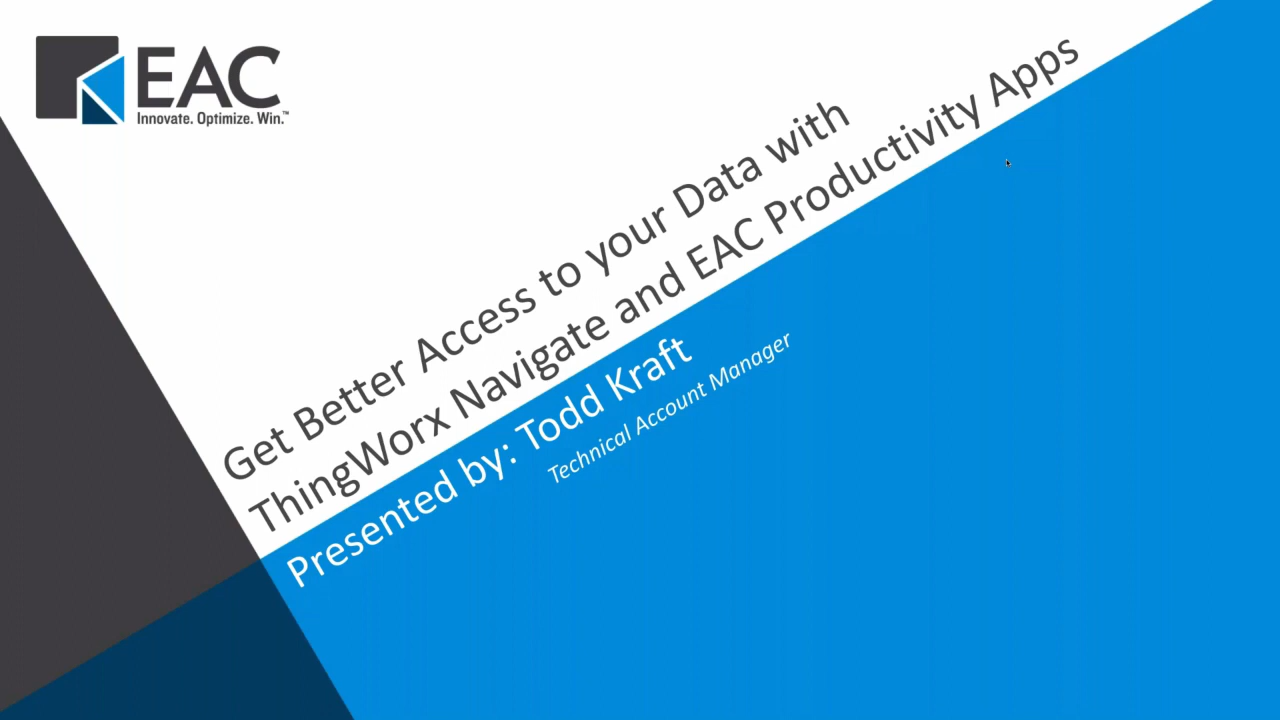 EAC
Innovate. Optimize. Win.™
Get Better Access to your Data with
ThingWorx Navigate and EAC Productivity Apps
Presented by: Todd Kraft
Technical Account Manager